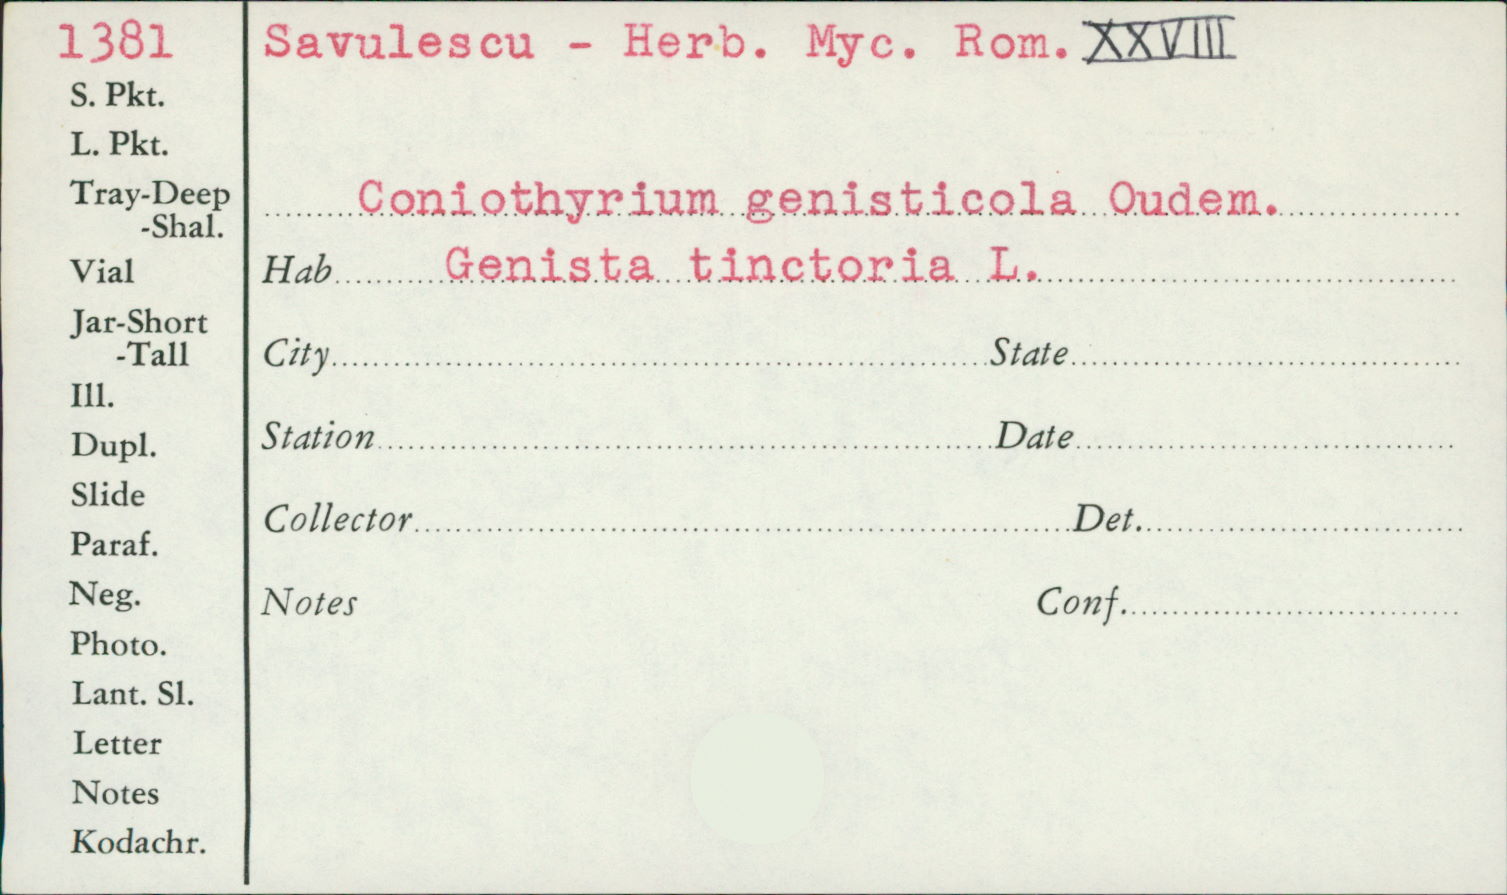 1381
Savulescu - Herb. Myc. Rom. XXVIII
S. Pkt.
L. Pkt.
Tray-Deep
-Shal.
Coniothyrium genisticola Oudem.
Vial
Hab Genista tinctoria L.
Jar-Short
-Tall
City State
Ill.
Dupl.
Station Date
Slide
Collector Det.
Paraf.
Neg.
Notes Conf.
Photo.
Lant. Sl.
Letter
Notes
Kodachr.